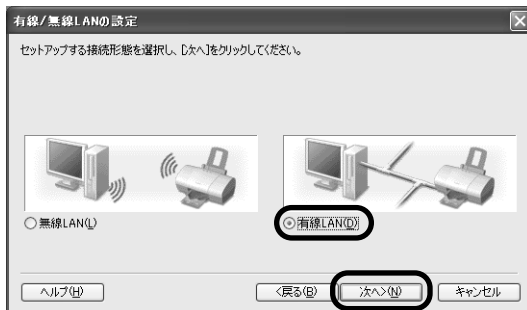 有線/無線LANの設定
セットアップする接続形態を選択し、[次へ]をクリックしてください。
無線LAN(L)
有線LAN(D)
ヘルプ(H)
<戻る(B)
次へ>(N)
キャンセル